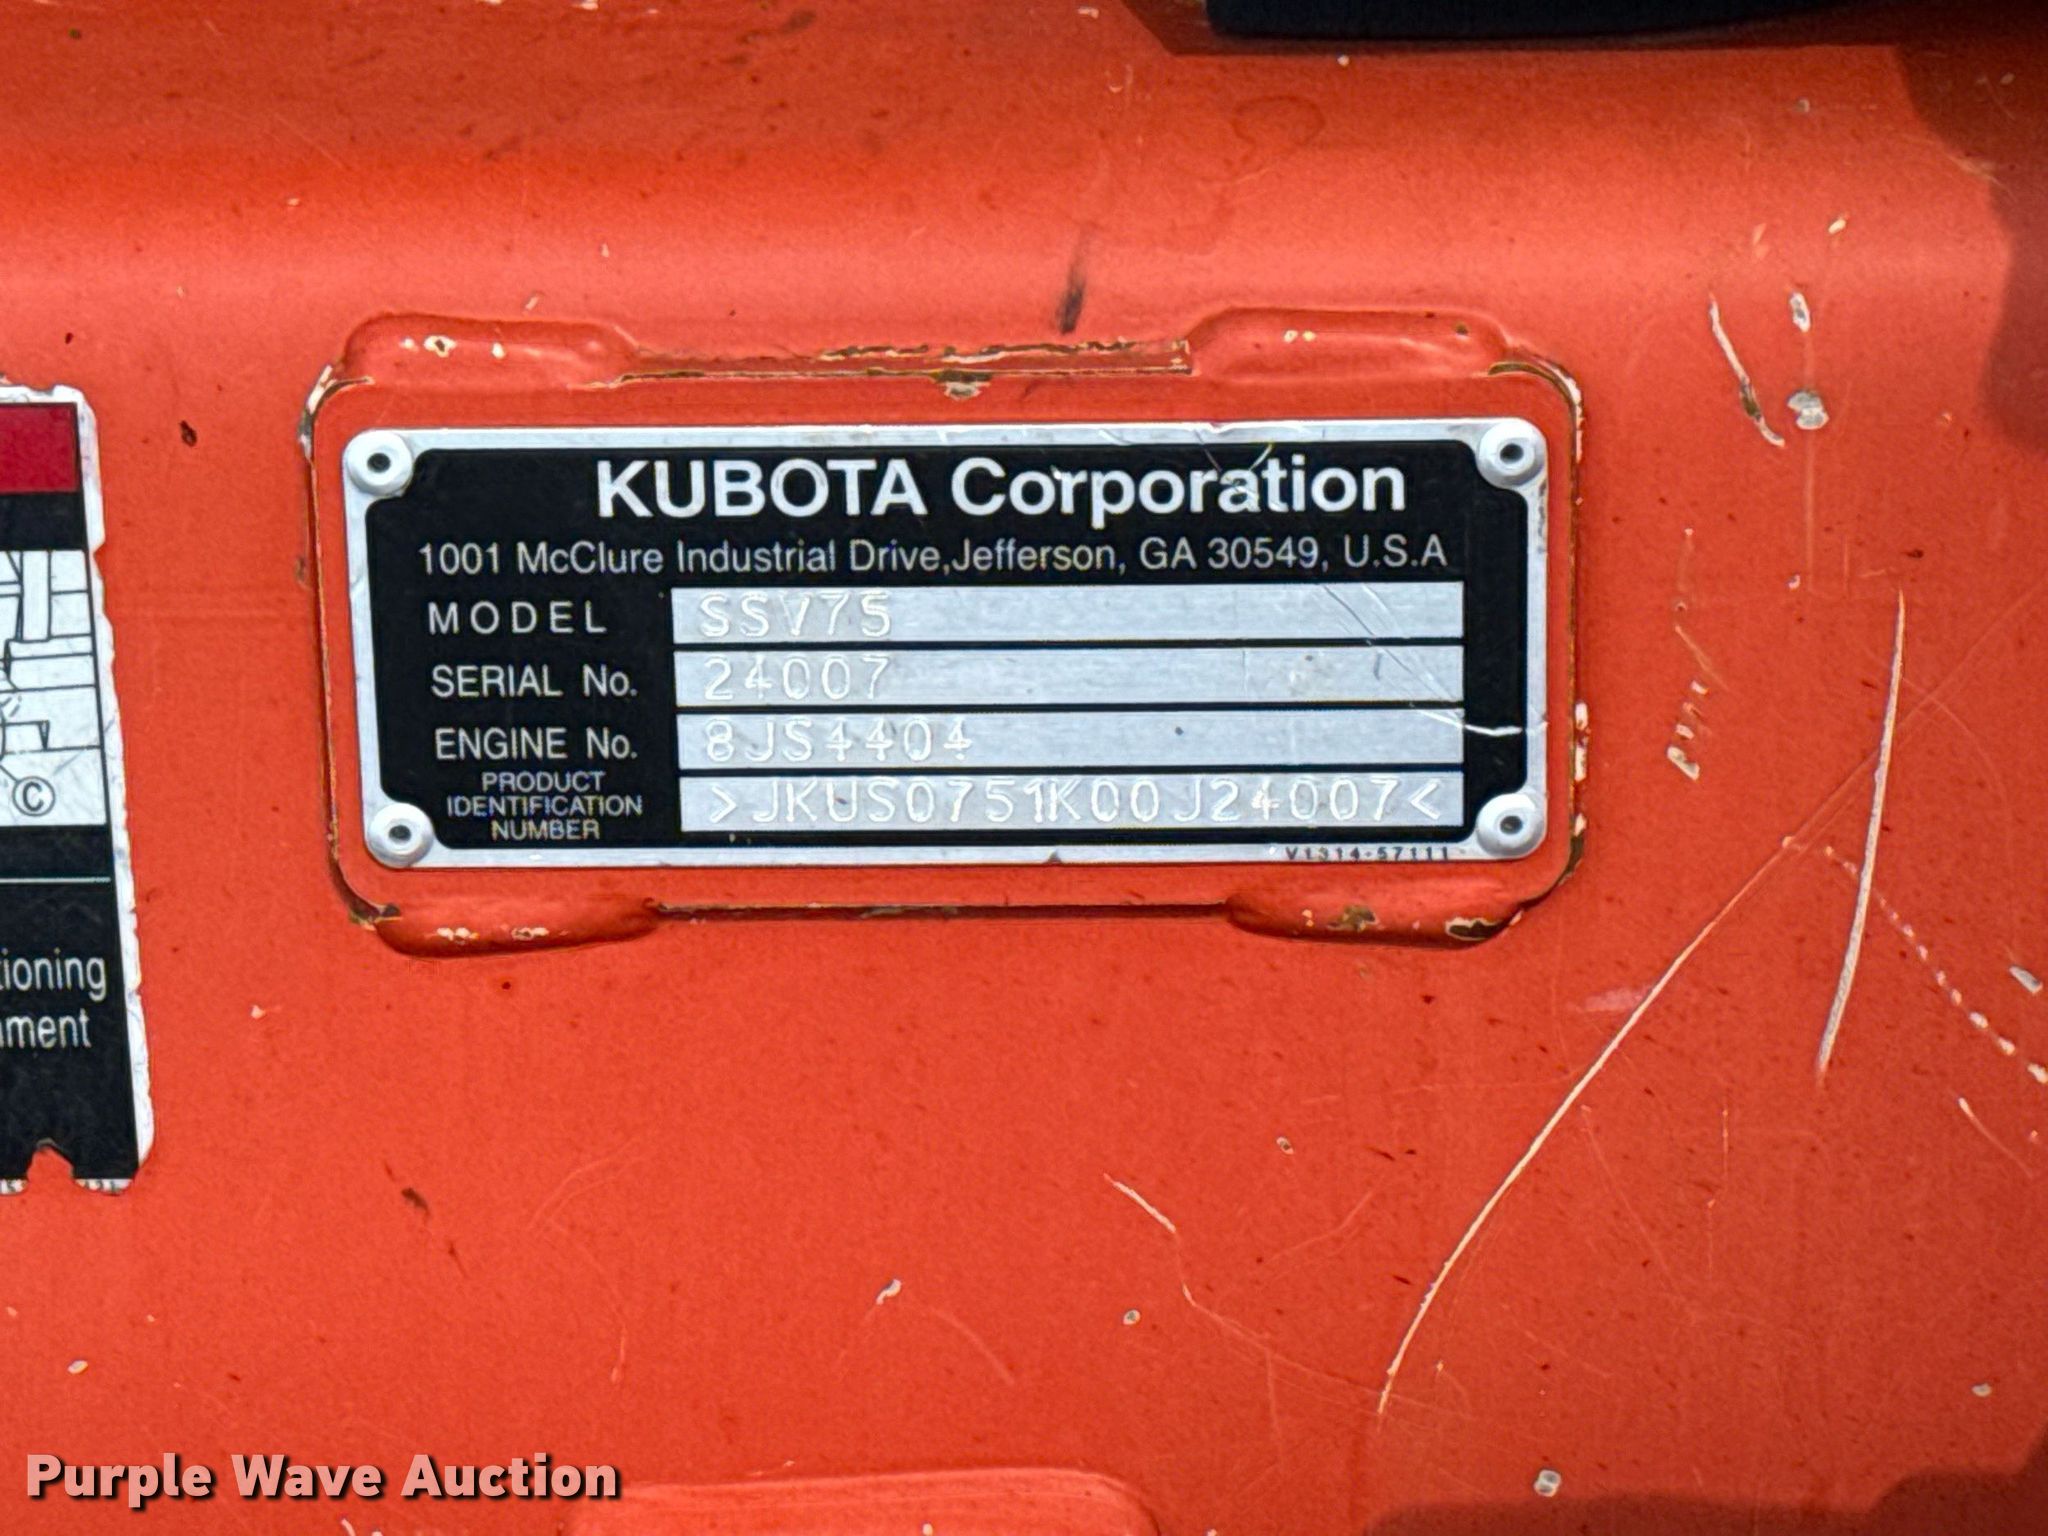 KUBOTA Corporation
1001 McClure Industrial Drive,Jefferson, GA 30549, U.S.A
MODEL SSV75
SERIAL No. 24007
ENGINE No. 8JS4404
PRODUCT
IDENTIFICATION
NUMBER
>JKUS0751K00J24007<
V1314-57111
©
tioning
ment
Purple Wave Auction